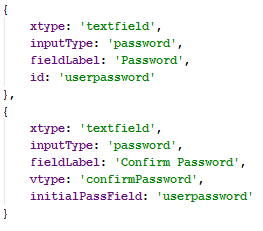 {
    xtype: 'textfield',
    inputType: 'password',
    fieldLabel: 'Password',
    id: 'userpassword'
},
{
    xtype: 'textfield',
    inputType: 'password',
    fieldLabel: 'Confirm Password',
    vtype: 'confirmPassword',
    initialPassField: 'userpassword'
}